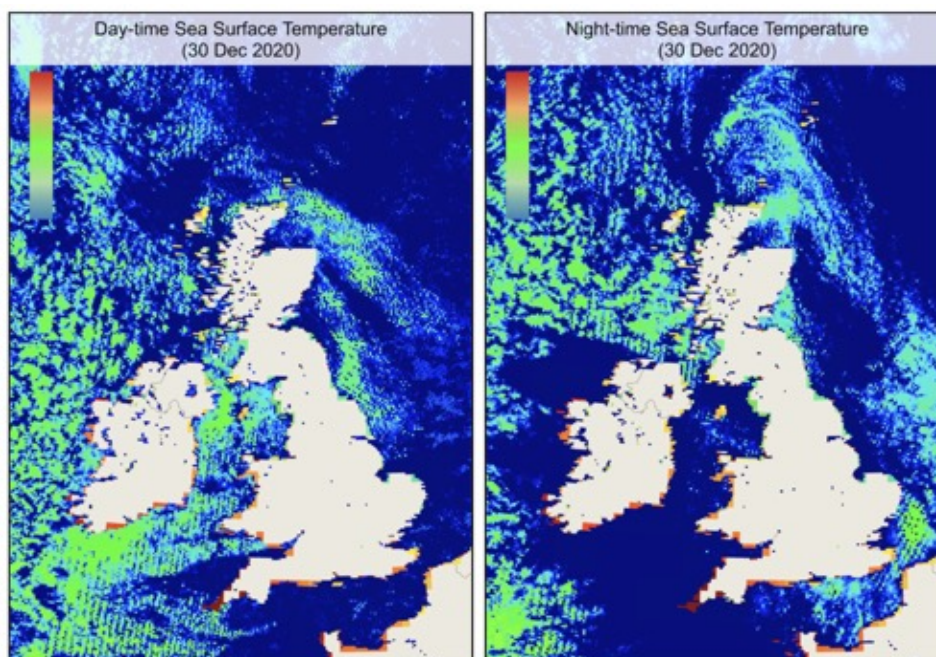 Day-time Sea Surface Temperature
(30 Dec 2020)
Night-time Sea Surface Temperature
(30 Dec 2020)